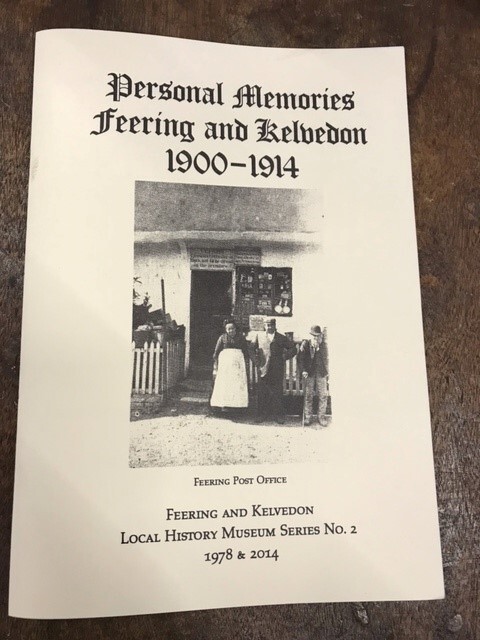 Personal Memories
Feering and Kelvedon
1900–1914
Feering Post Office
Feering and Kelvedon
Local History Museum Series No. 2
1978 & 2014